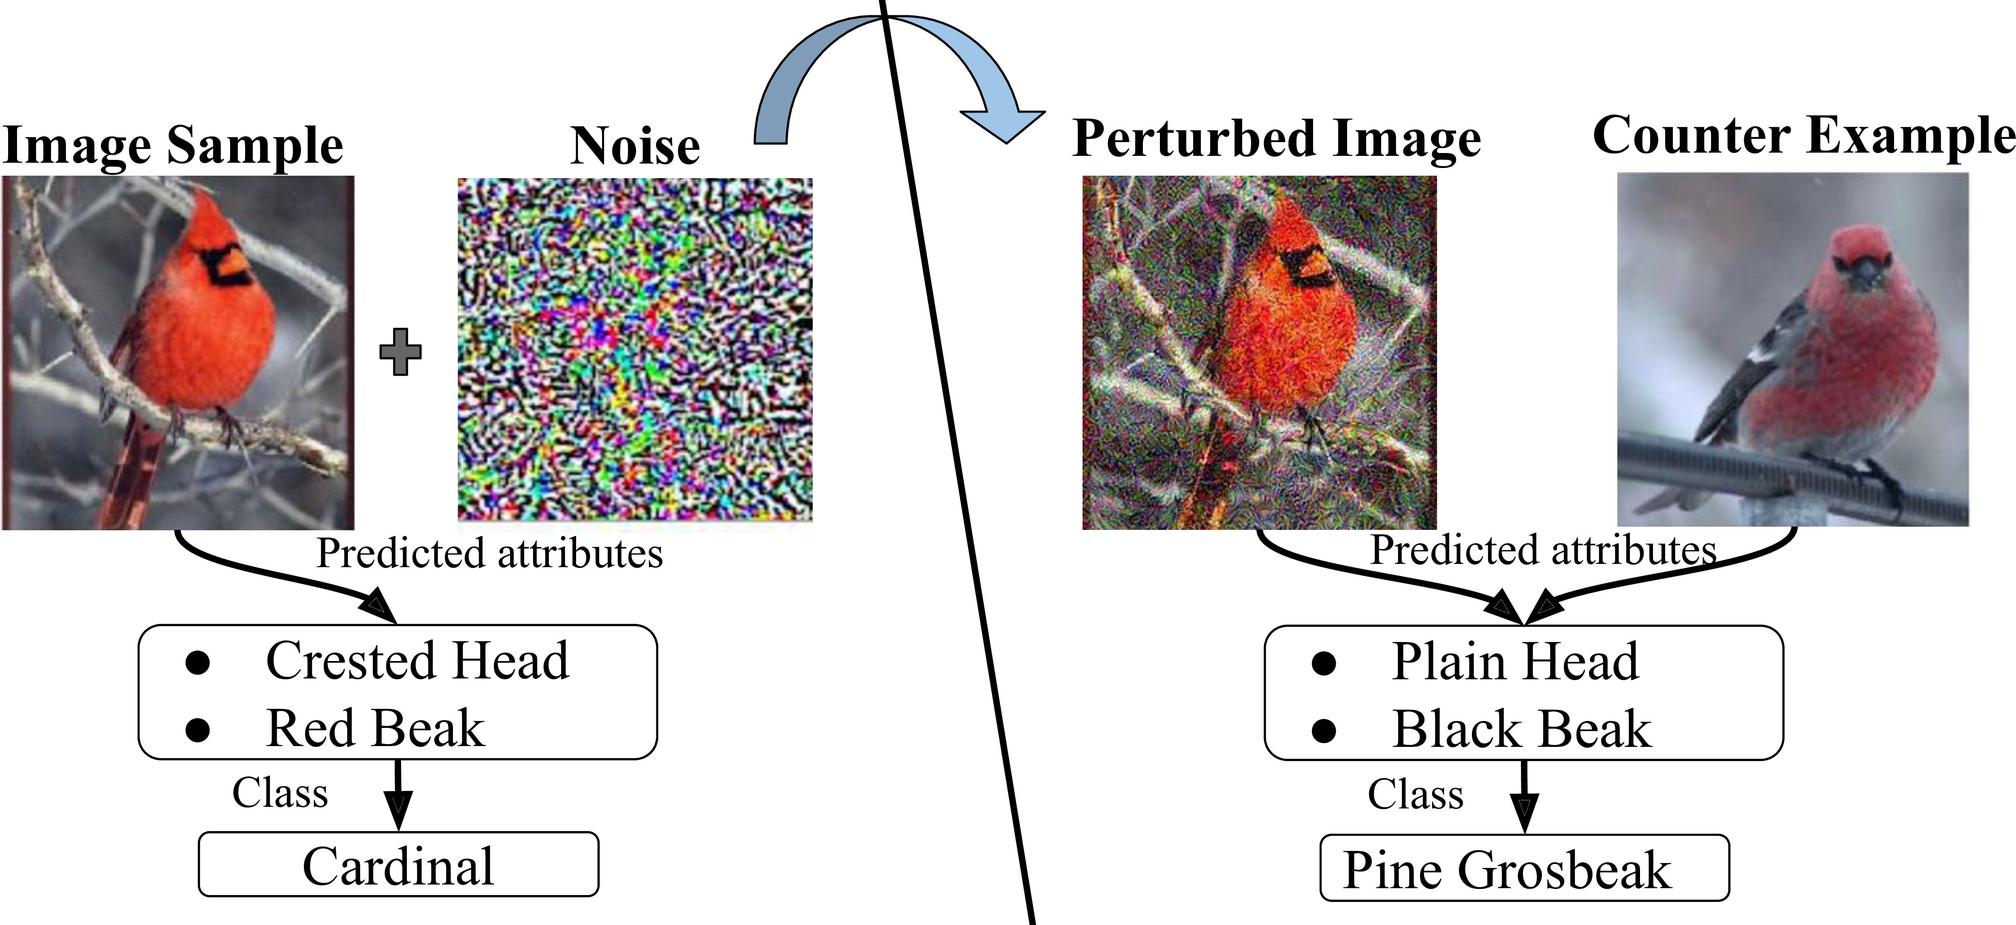 Image Sample
Noise
Predicted attributes
● Crested Head
● Red Beak
Class
Cardinal
Perturbed Image
Counter Example
Predicted attributes
● Plain Head
● Black Beak
Class
Pine Grosbeak